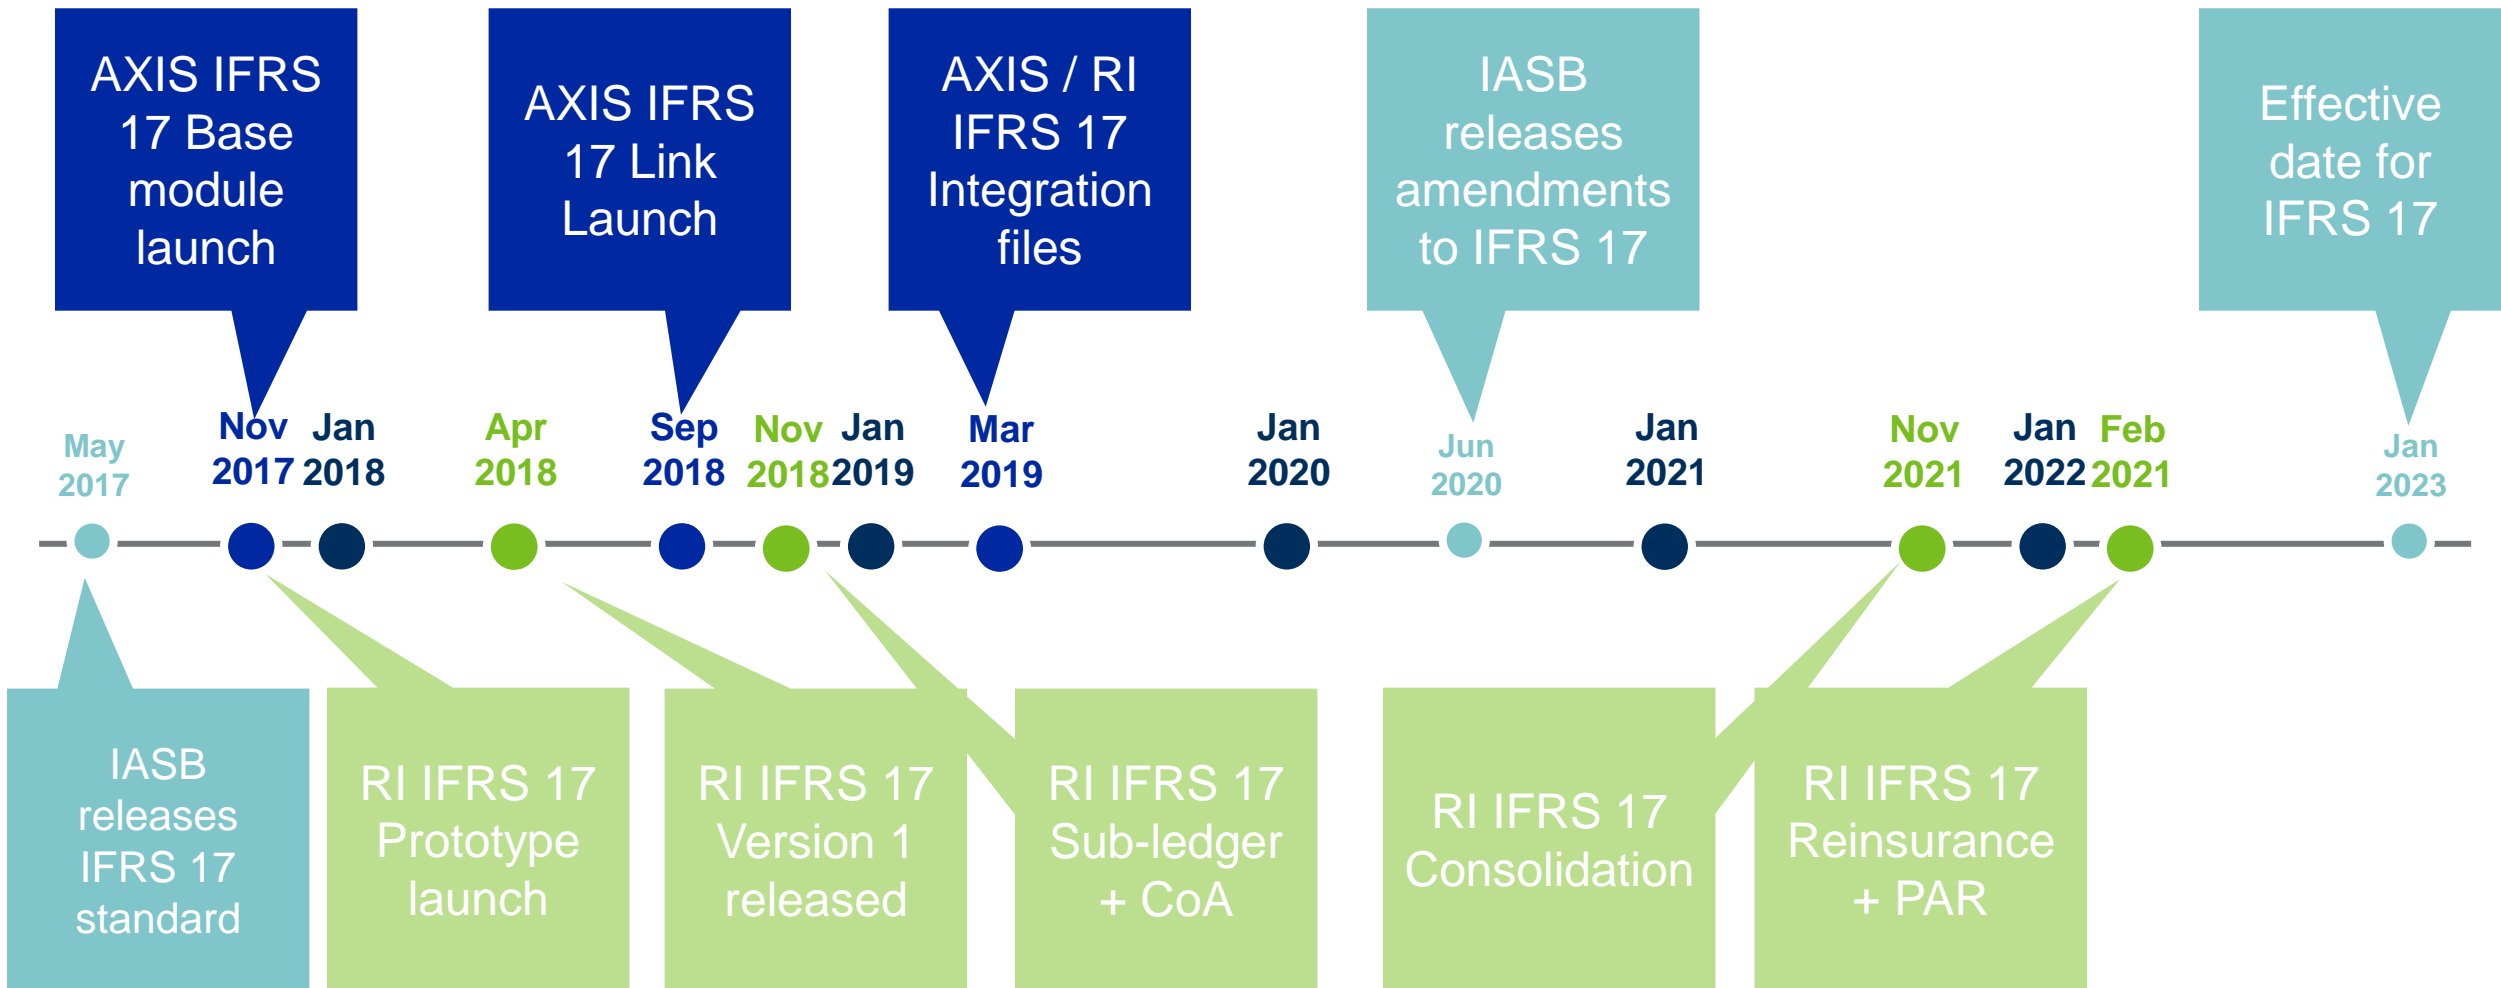 AXIS IFRS
17 Base
module
launch
AXIS IFRS
17 Link
Launch
AXIS / RI
IFRS 17
Integration
files
IASB
releases
amendments
to IFRS 17
Effective
date for
IFRS 17
May
2017
Nov
2017
Jan
2018
Apr
2018
Sep
2018
Nov
2018
Jan
2019
Mar
2019
Jan
2020
Jun
2020
Jan
2021
Nov
2021
Jan
2022
Feb
2021
Jan
2023
IASB
releases
IFRS 17
standard
RI IFRS 17
Prototype
launch
RI IFRS 17
Version 1
released
RI IFRS 17
Sub-ledger
+ CoA
RI IFRS 17
Consolidation
RI IFRS 17
Reinsurance
+ PAR